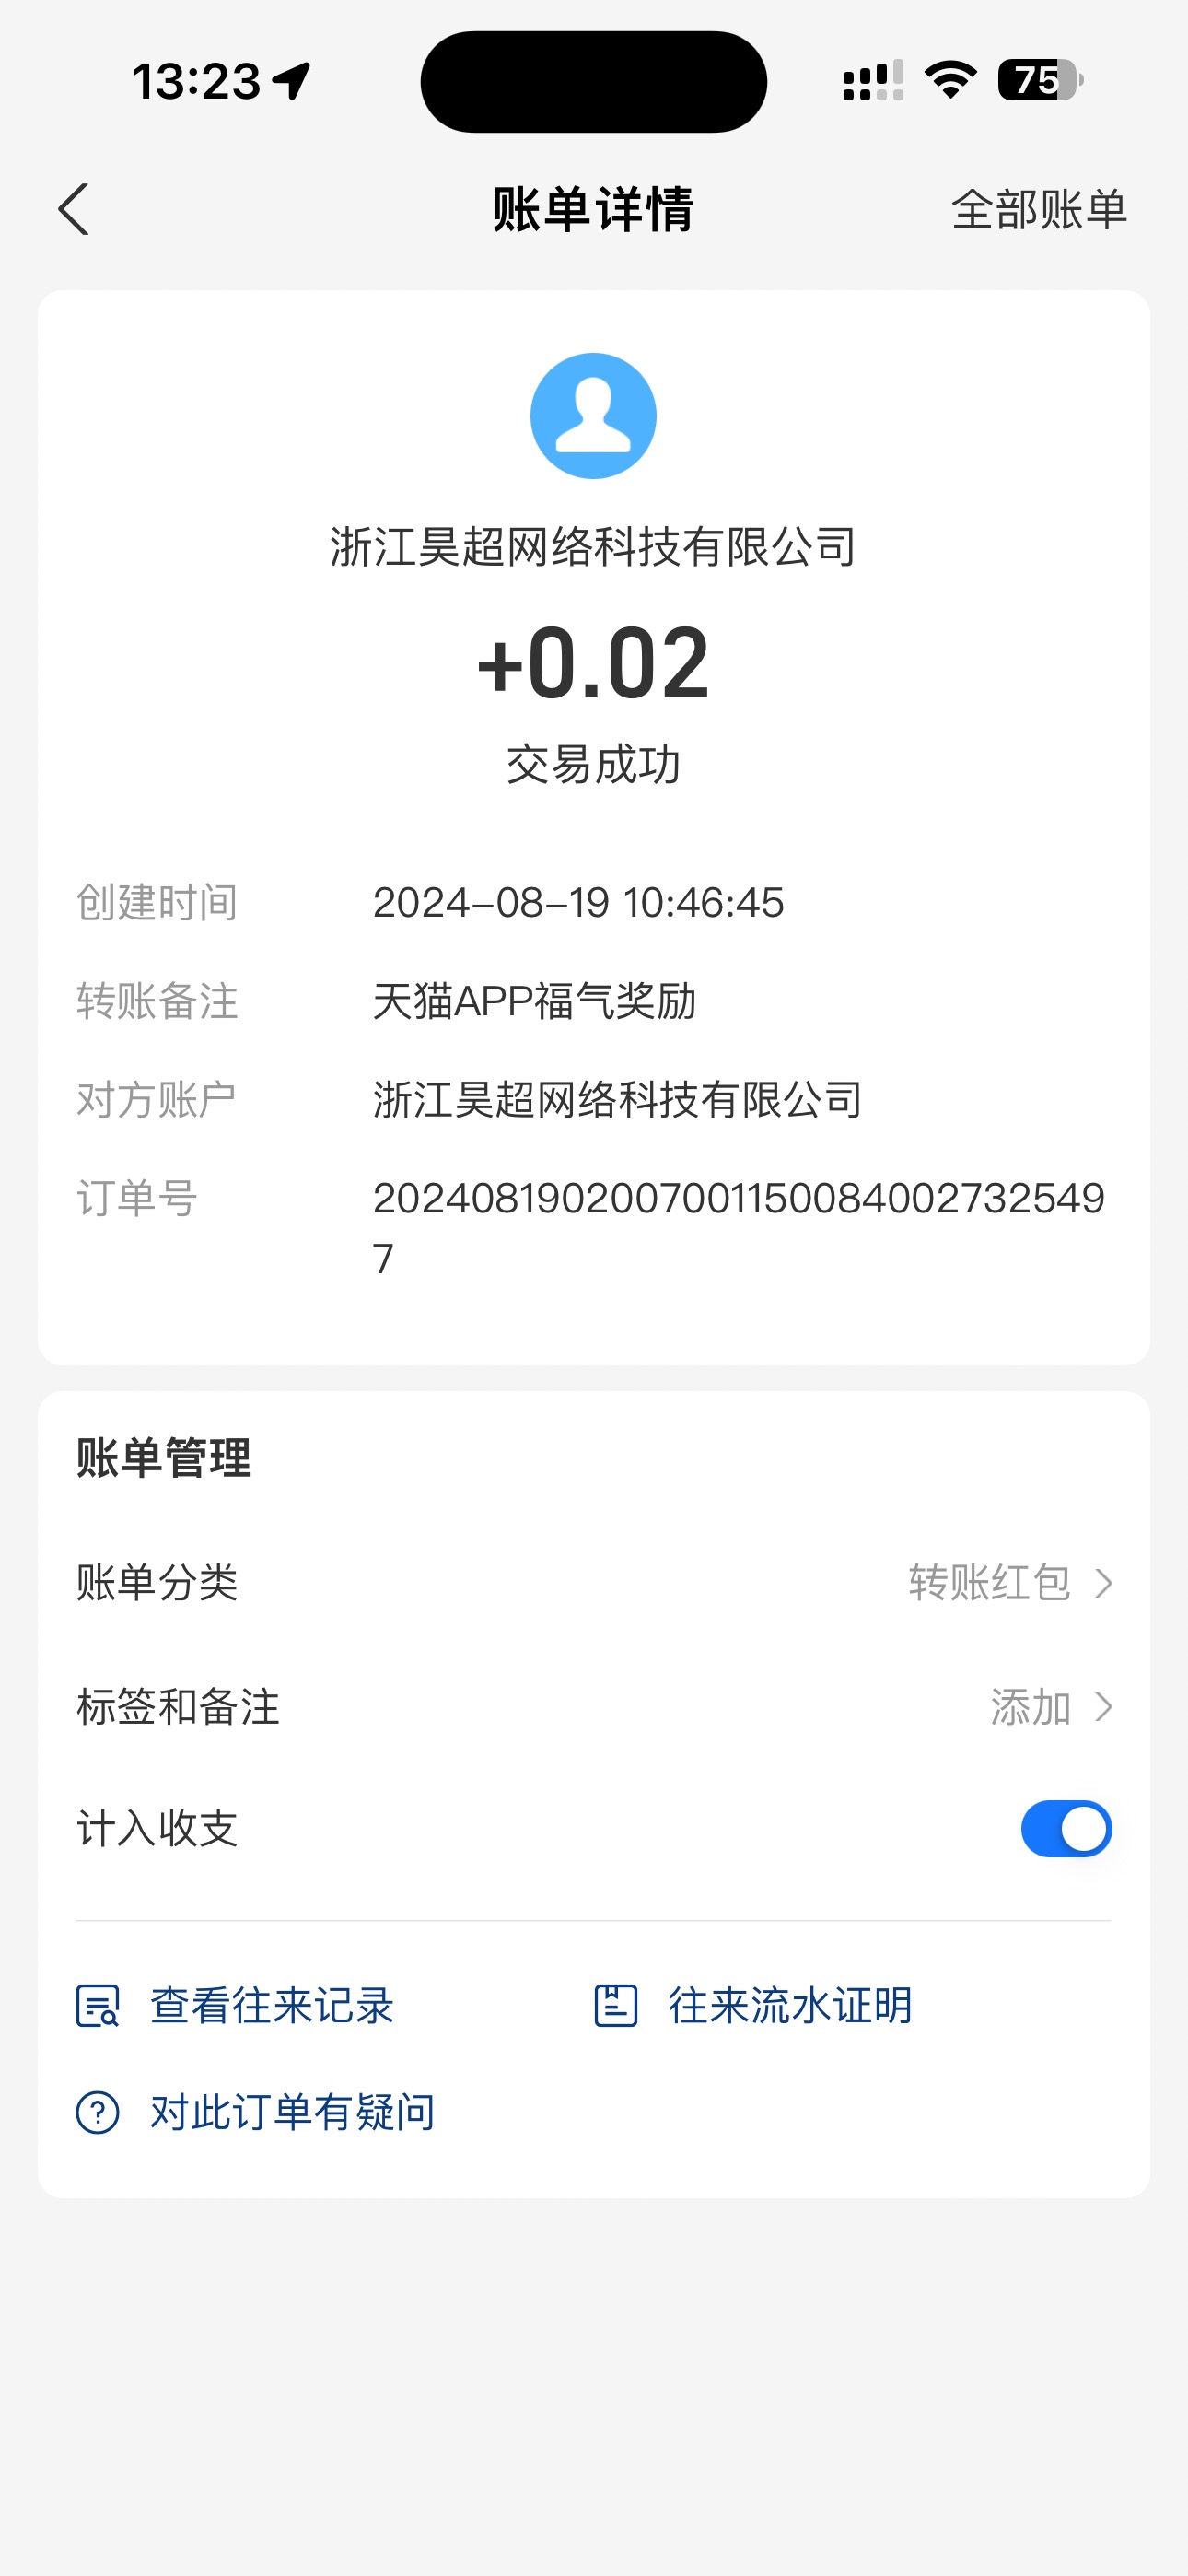 13:23
75
账单详情
全部账单
浙江昊超网络科技有限公司
+0.02
交易成功
创建时间 2024-08-19 10:46:45
转账备注 天猫APP福气奖励
对方账户 浙江昊超网络科技有限公司
订单号 2024081902007001150084002732549
7
账单管理
账单分类 转账红包
标签和备注 添加
计入收支
查看往来记录 往来流水证明
对此订单有疑问